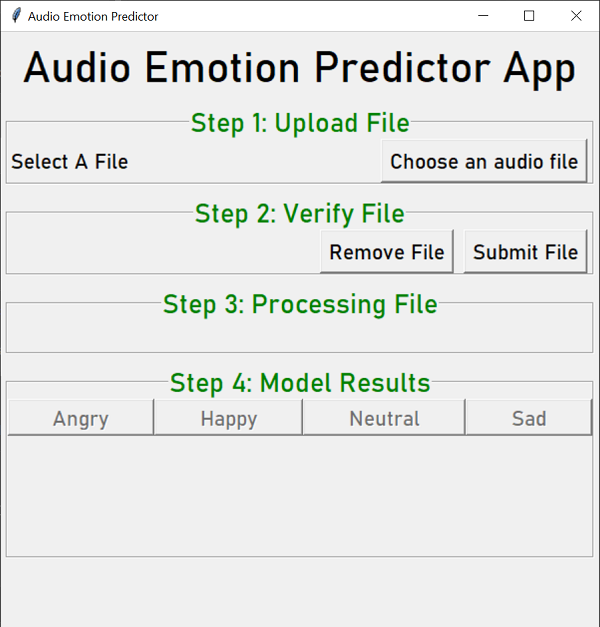 Audio Emotion Predictor
Audio Emotion Predictor App
Step 1: Upload File
Select A File
Choose an audio file
Step 2: Verify File
Remove File
Submit File
Step 3: Processing File
Step 4: Model Results
Angry
Happy
Neutral
Sad